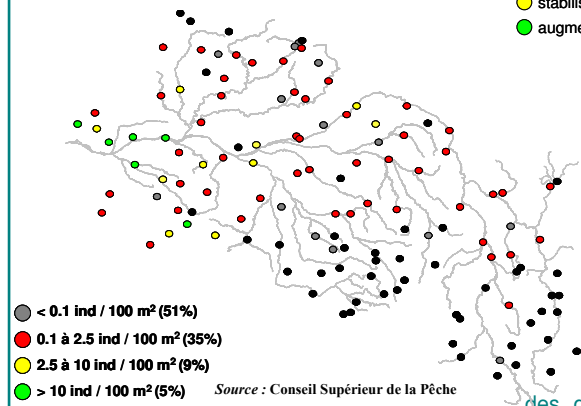 stabilis
augme
< 0.1 ind / 100 m² (51%)
0.1 à 2.5 ind / 100 m² (35%)
2.5 à 10 ind / 100 m² (9%)
> 10 ind / 100 m² (5%)
Source : Conseil Supérieur de la Pêche